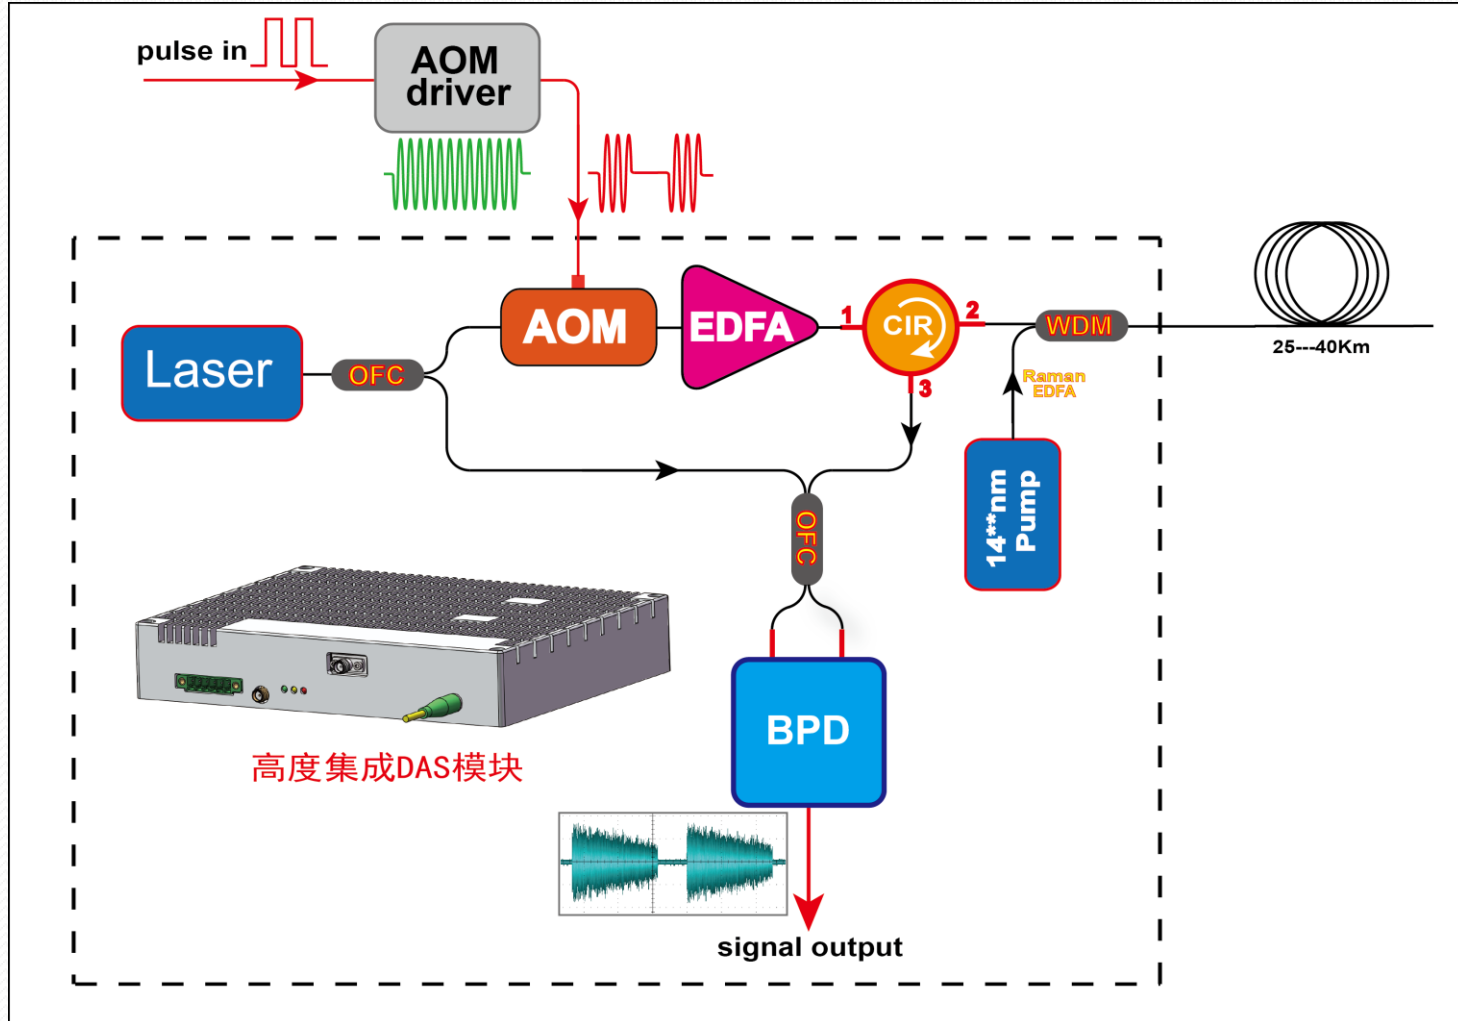 pulse in
AOM
driver
AOM
EDFA
1
CIR
2
WDM
25---40Km
Laser
OFC
3
Raman
EDFA
14**nm
Pump
OFC
BPD
高度集成DAS模块
signal output